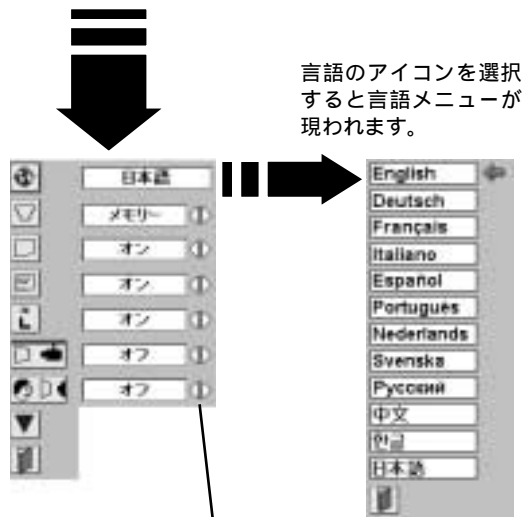 言語のアイコンを選択
すると言語メニューが
現われます。
日本語
メモリー
オン
オン
オン
オフ
オフ
English
Deutsch
Français
Italiano
Español
Português
Nederlands
Svenska
Русский
中文
한글
日本語